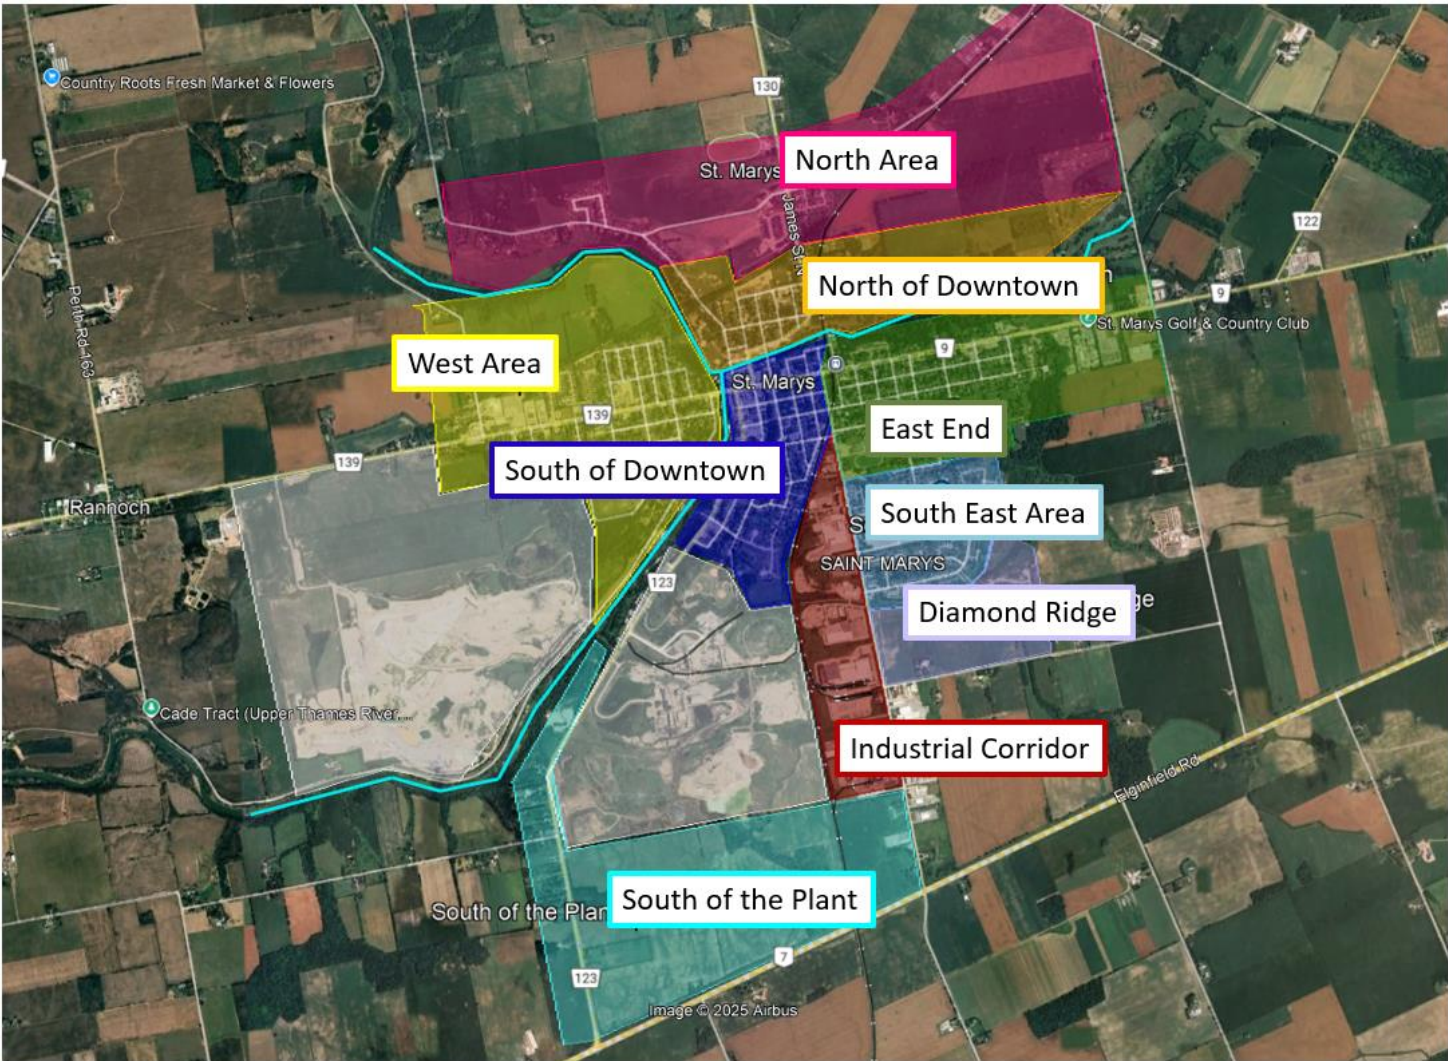 Country Roots Fresh Market & Flowers
130
North Area
St. Marys
James St N
122
North of Downtown
n
9
Perth Rd 163
St. Marys Golf & Country Club
9
West Area
St. Marys
139
East End
139
South of Downtown
Rannoch
South East Area
S
123
SAINT MARYS
Diamond Ridge
ge
Cade Tract (Upper Thames River...
Industrial Corridor
Elginfield Rd
South of the Plan
South of the Plant
7
123
Image © 2025 Airbus